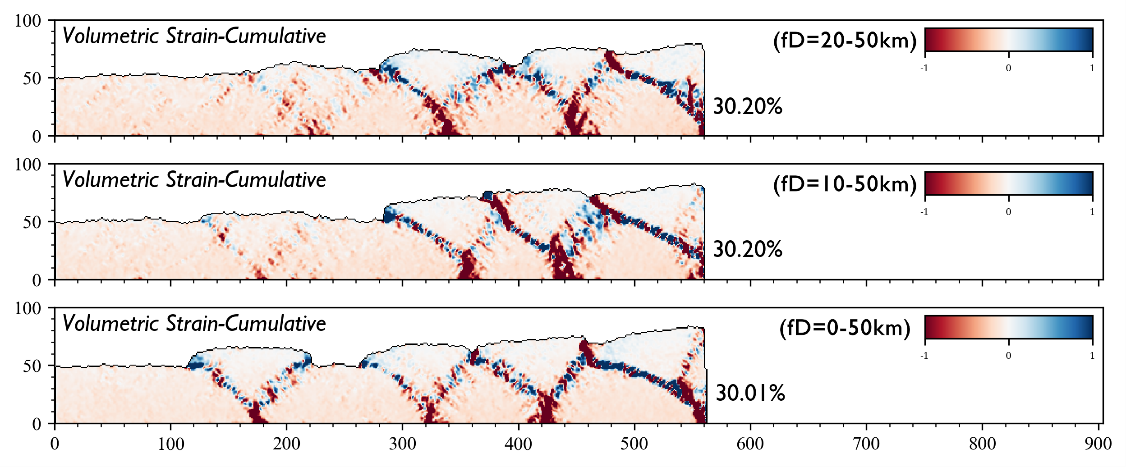 100
Volumetric Strain-Cumulative
(fD=20-50km)
50
-1 0 1
30.20%
0
100
Volumetric Strain-Cumulative
(fD=10-50km)
50
-1 0 1
30.20%
0
100
Volumetric Strain-Cumulative
(fD=0-50km)
50
-1 0 1
30.01%
0
0 100 200 300 400 500 600 700 800 900